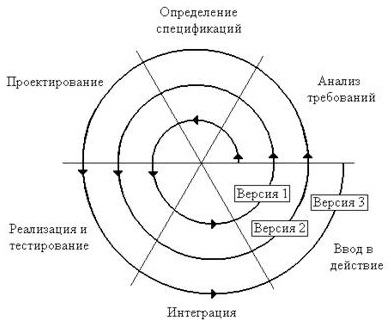 Определение
спецификаций
Проектирование
Анализ
требований
Версия 1
Версия 3
Версия 2
Реализация и
тестирование
Ввод в
действие
Интеграция